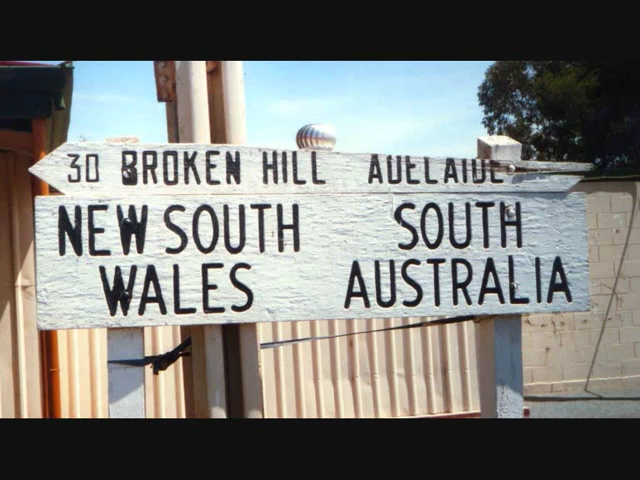 30 BROKEN HILL ADELAIDE
NEW SOUTH WALES
SOUTH AUSTRALIA